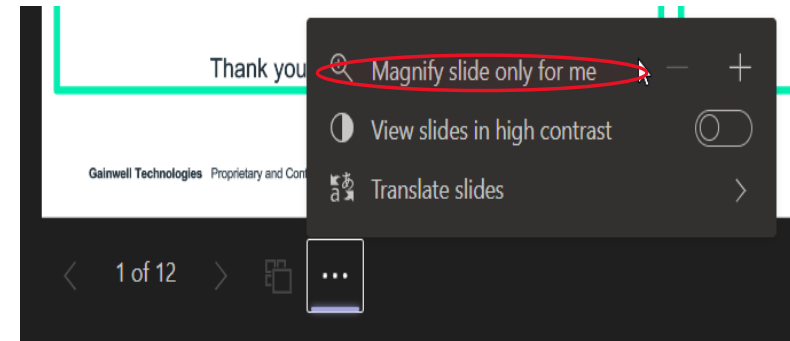 Thank you
Magnify slide only for me
View slides in high contrast
Translate slides
Gainwell Technologies Proprietary and
1 of 12